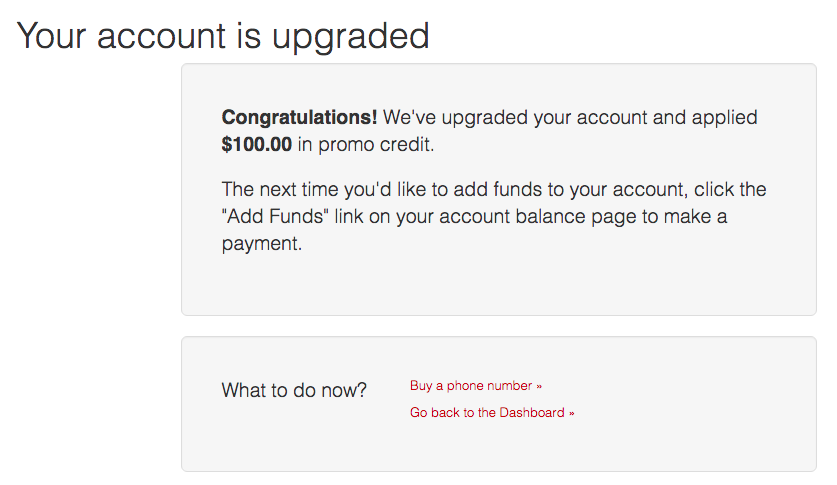 Your account is upgraded
Congratulations! We've upgraded your account and applied
$100.00 in promo credit.
The next time you'd like to add funds to your account, click the
"Add Funds" link on your account balance page to make a
payment.
What to do now?
Buy a phone number »
Go back to the Dashboard »